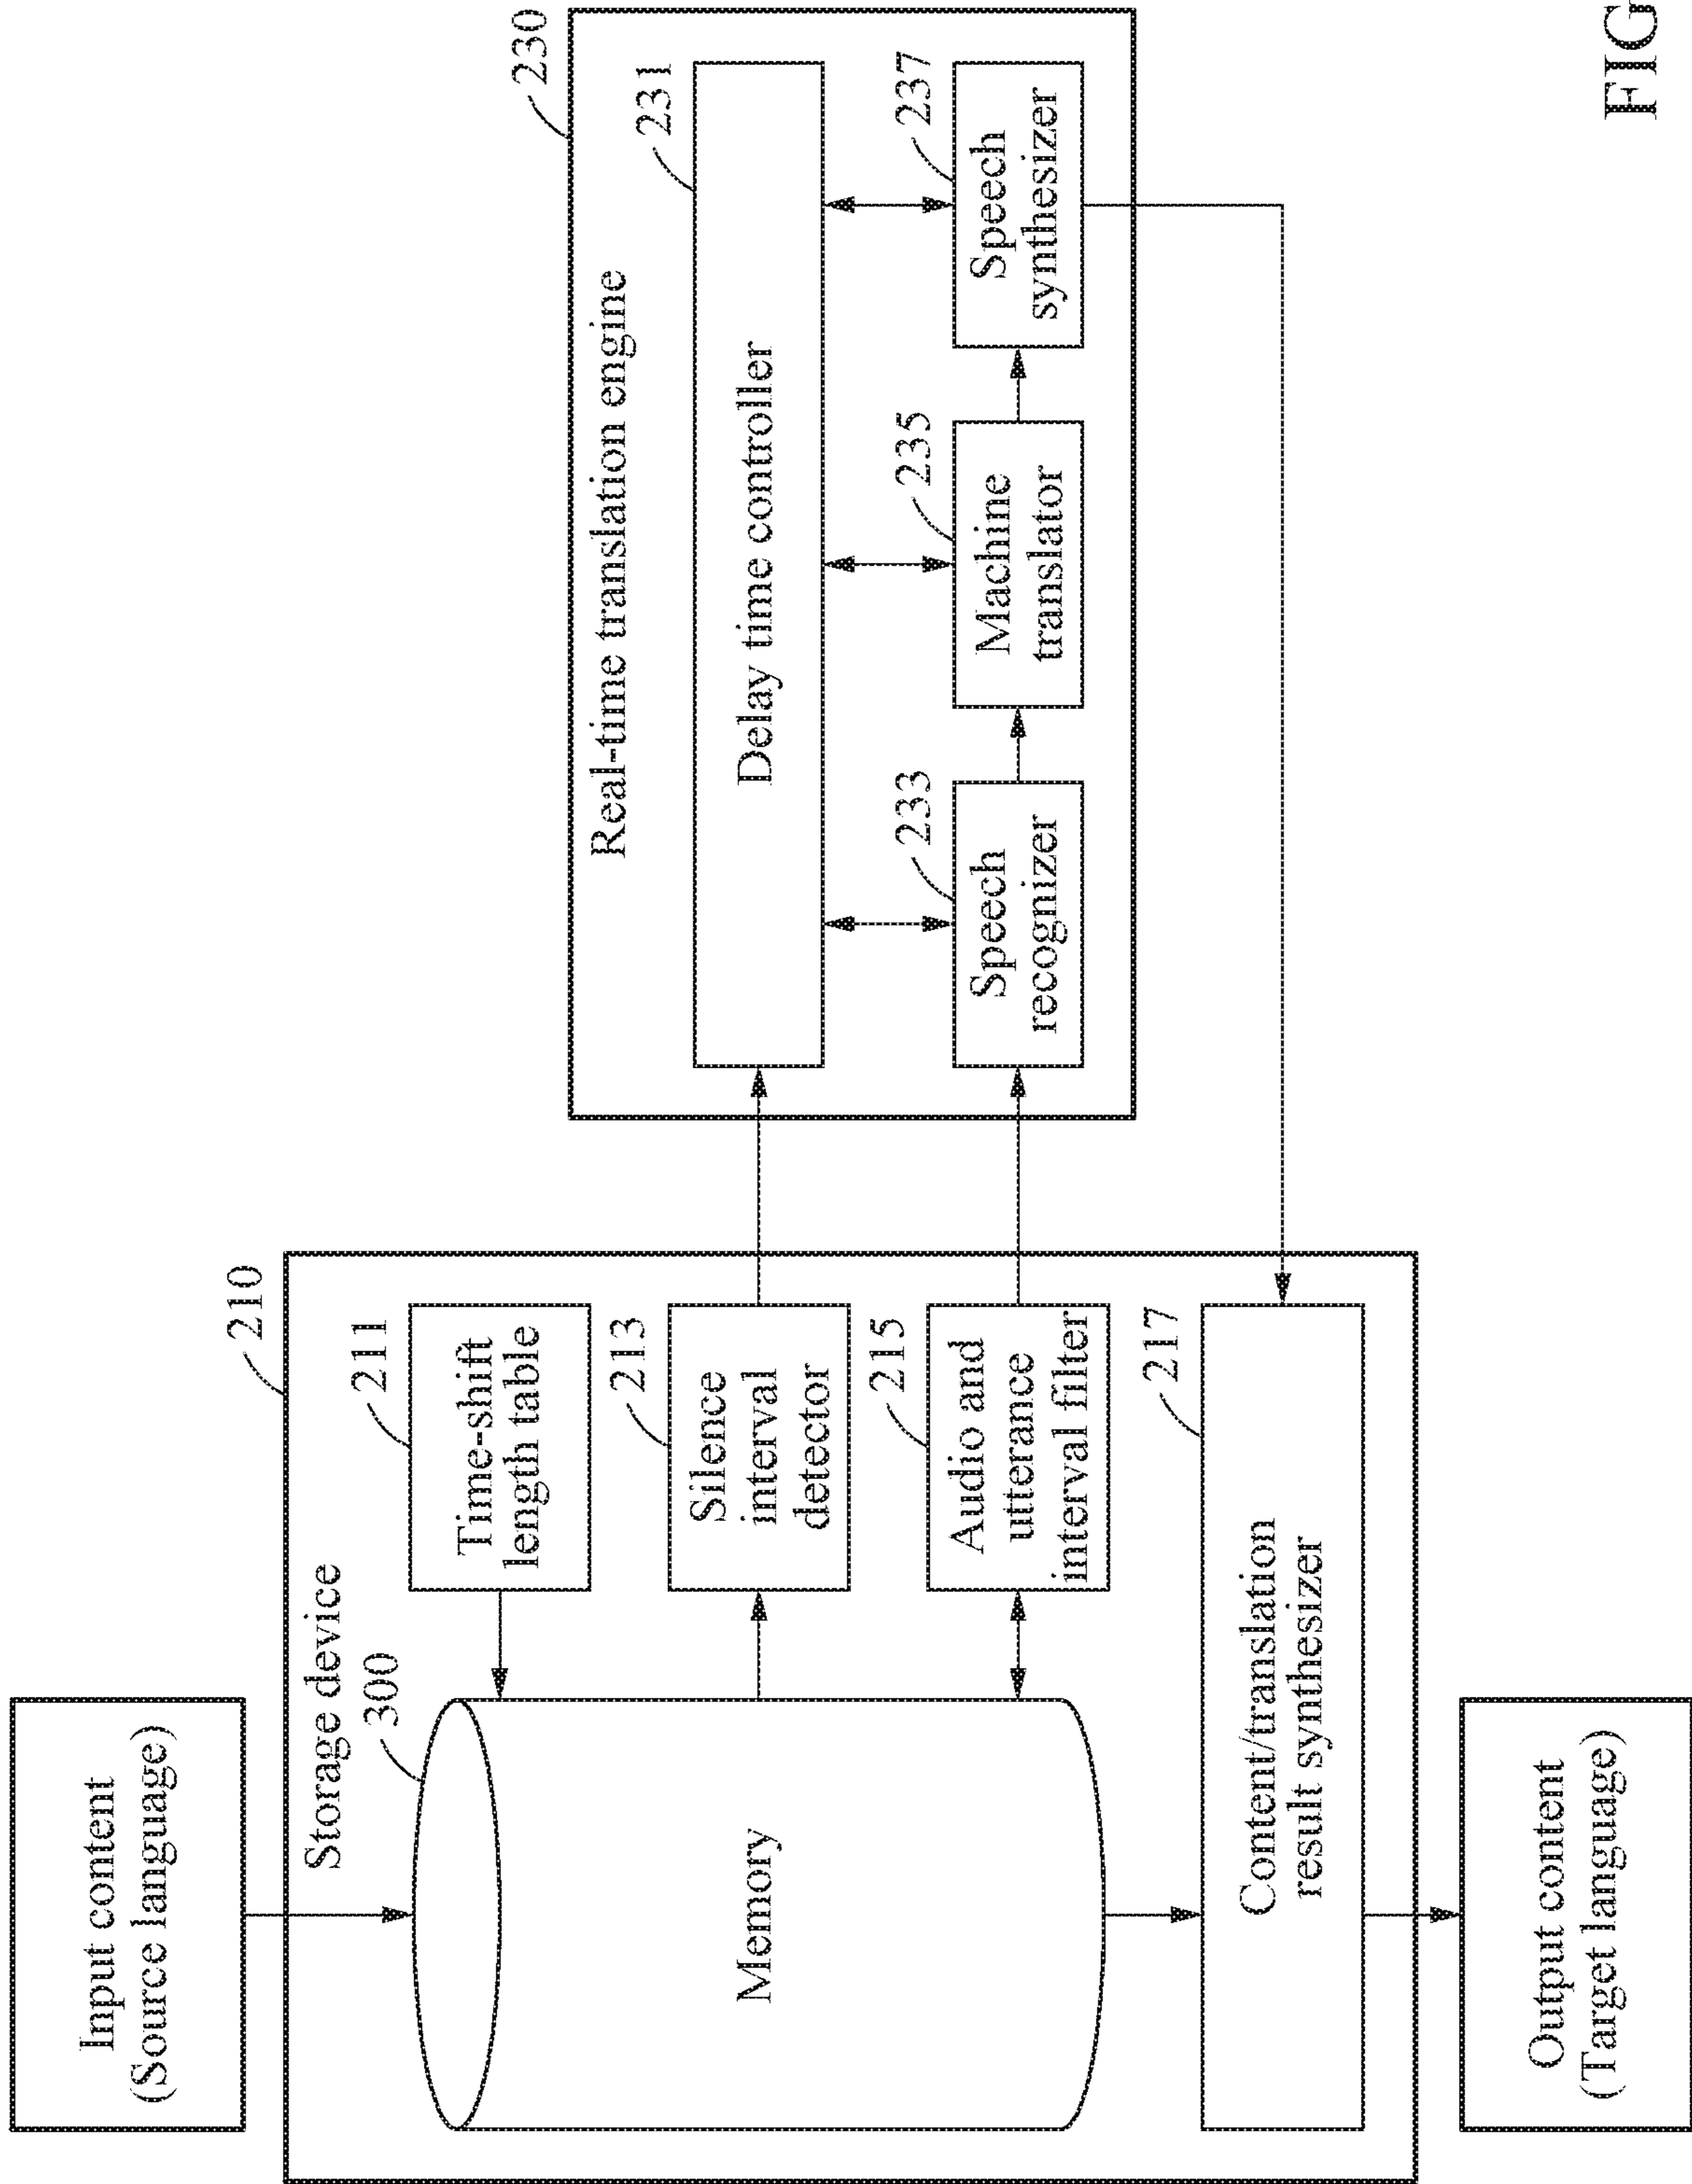 Input content
(Source language)
210
Storage device
300
Memory
211
Time-shift
length table
213
Silence
interval
detector
215
Audio and
utterance
interval filter
217
Content/translation
result synthesizer
Output content
(Target language)
230
Real-time translation engine
231
Delay time controller
233
Speech
recognizer
235
Machine
translator
237
Speech
synthesizer
FIG